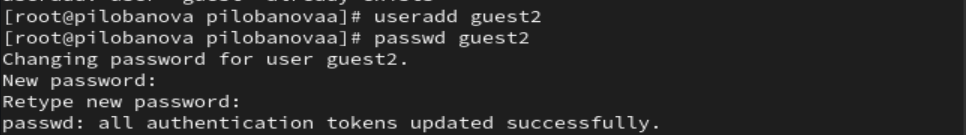 [root@pilobanova pilobanovaa]# useradd guest2
[root@pilobanova pilobanovaa]# passwd guest2
Changing password for user guest2.
New password:
Retype new password:
passwd: all authentication tokens updated successfully.